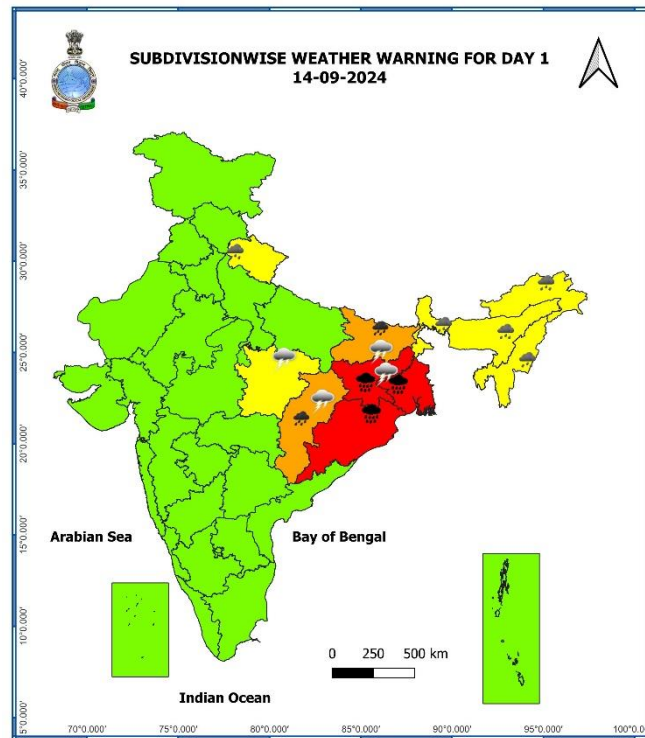 SUBDIVISIONWISE WEATHER WARNING FOR DAY 1
14-09-2024
40°0.000'
35°0.000'
30°0.000'
25°0.000'
20°0.000'
15°0.000'
10°0.000'
5°0.000'
Arabian Sea
Bay of Bengal
0 250 500 km
Indian Ocean
70°0.000' 75°0.000' 80°0.000' 85°0.000' 90°0.000' 95°0.000' 100°0.0